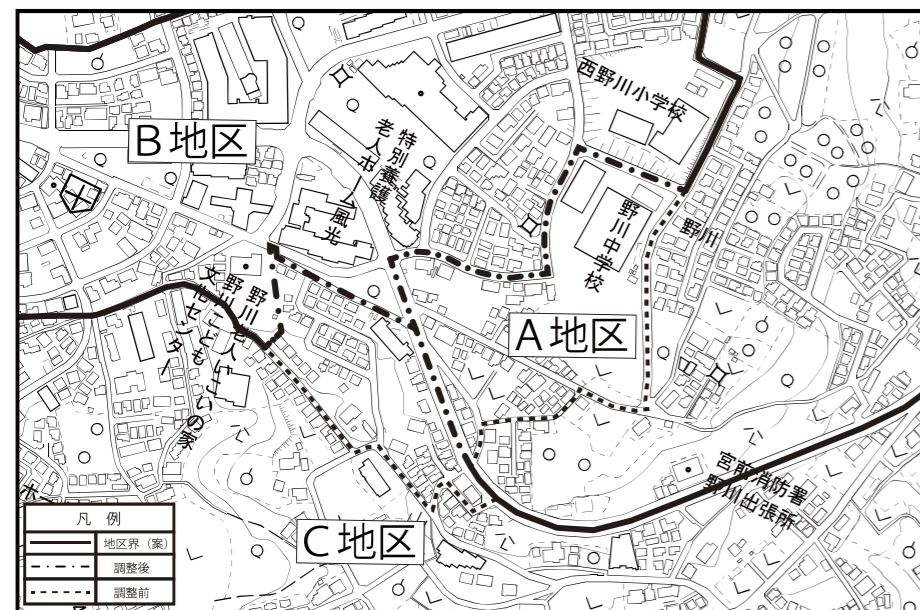 西野川小学校
B地区
特別養護
老人ホーム風光
野川中学校
野川
A地区
野川老人いこいの家
野川こども
文化センター
宮前消防署
野川出張所
C地区
凡 例
地区界（案）
調整後
調整前